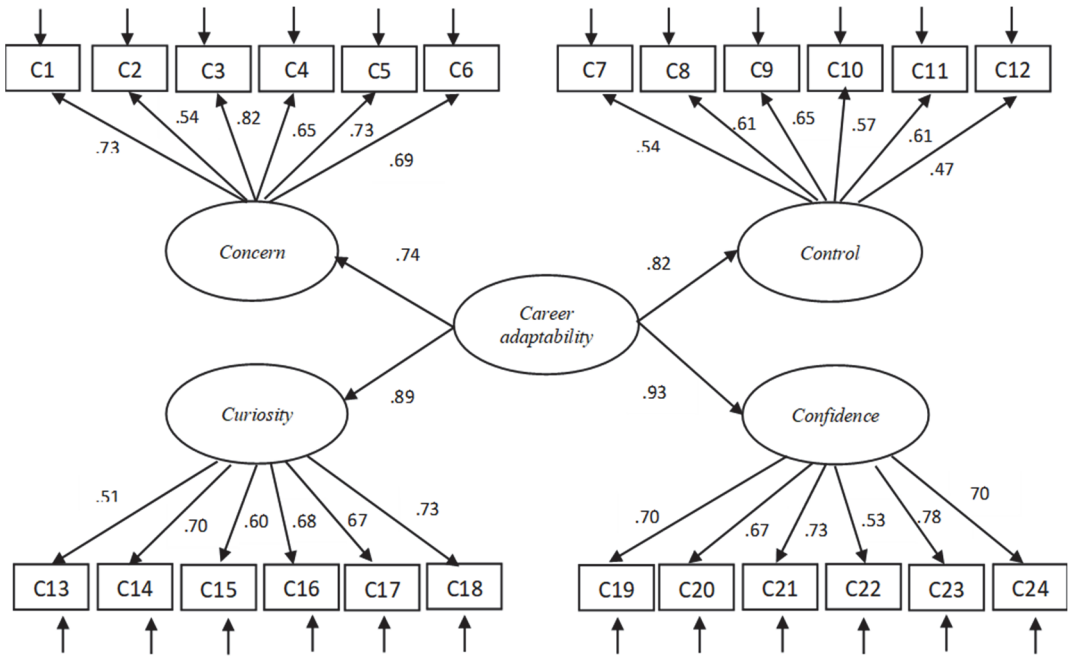 C1 C2 C3 C4 C5 C6 C7 C8 C9 C10 C11 C12
.73 .54 .82 .65 .73 .69 .54 .61 .65 .57 .61 .47
Concern
Control
.74
.82
Career
adaptability
.89
.93
Curiosity
Confidence
.51 .70 .60 .68 67 .73 .70 .67 .73 .53 .78 70
C13 C14 C15 C16 C17 C18 C19 C20 C21 C22 C23 C24